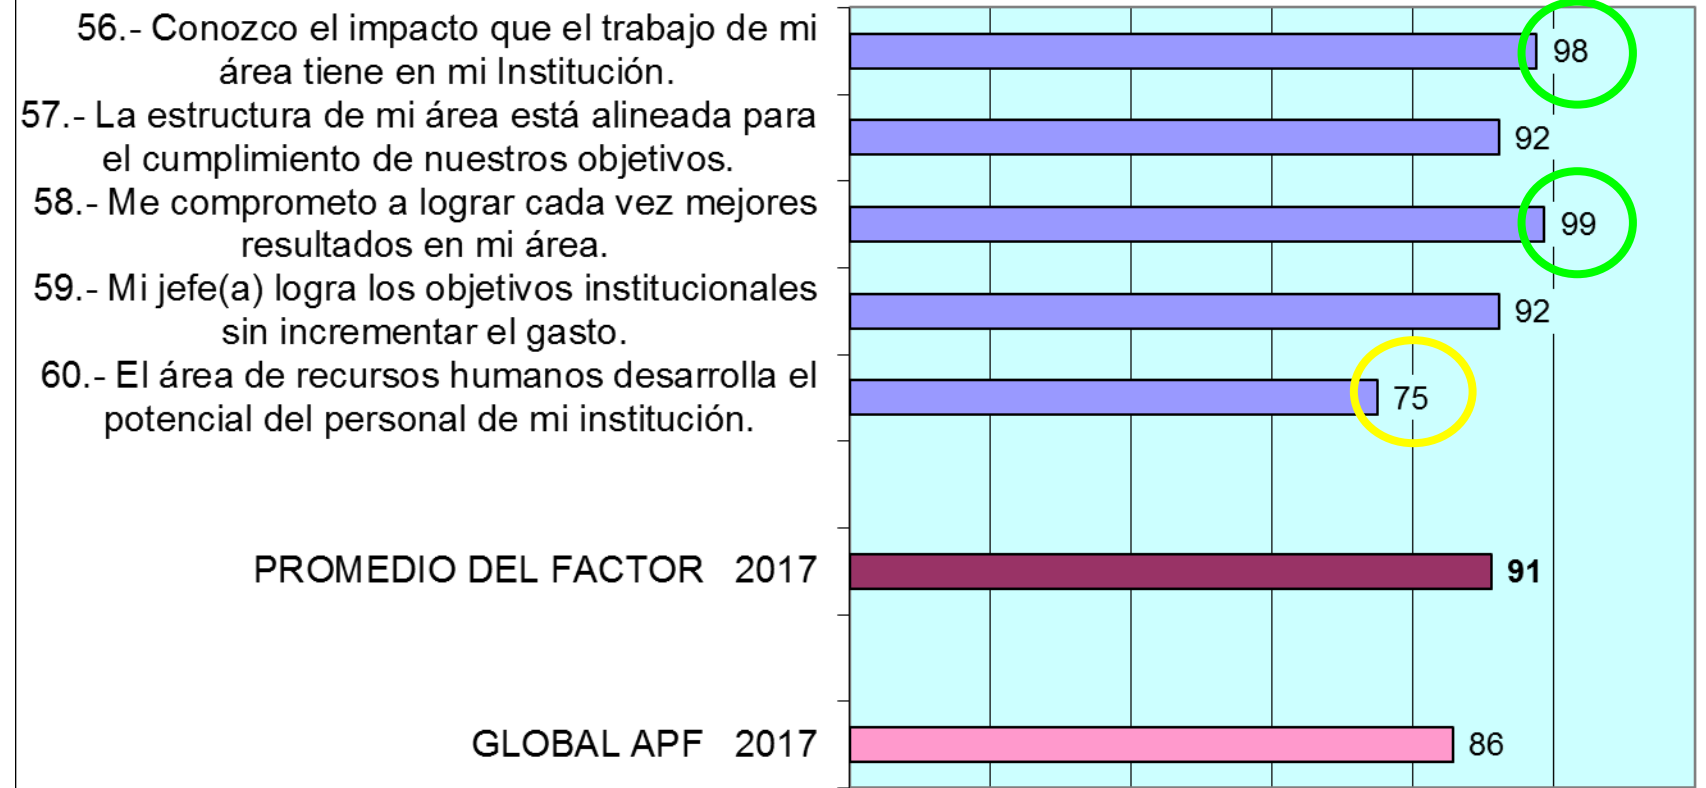 56.- Conozco el impacto que el trabajo de mi
área tiene en mi Institución.
98
57.- La estructura de mi área está alineada para
el cumplimiento de nuestros objetivos.
92
58.- Me comprometo a lograr cada vez mejores
resultados en mi área.
99
59.- Mi jefe(a) logra los objetivos institucionales
sin incrementar el gasto.
92
60.- El área de recursos humanos desarrolla el
potencial del personal de mi institución.
75
PROMEDIO DEL FACTOR 2017
91
GLOBAL APF 2017
86